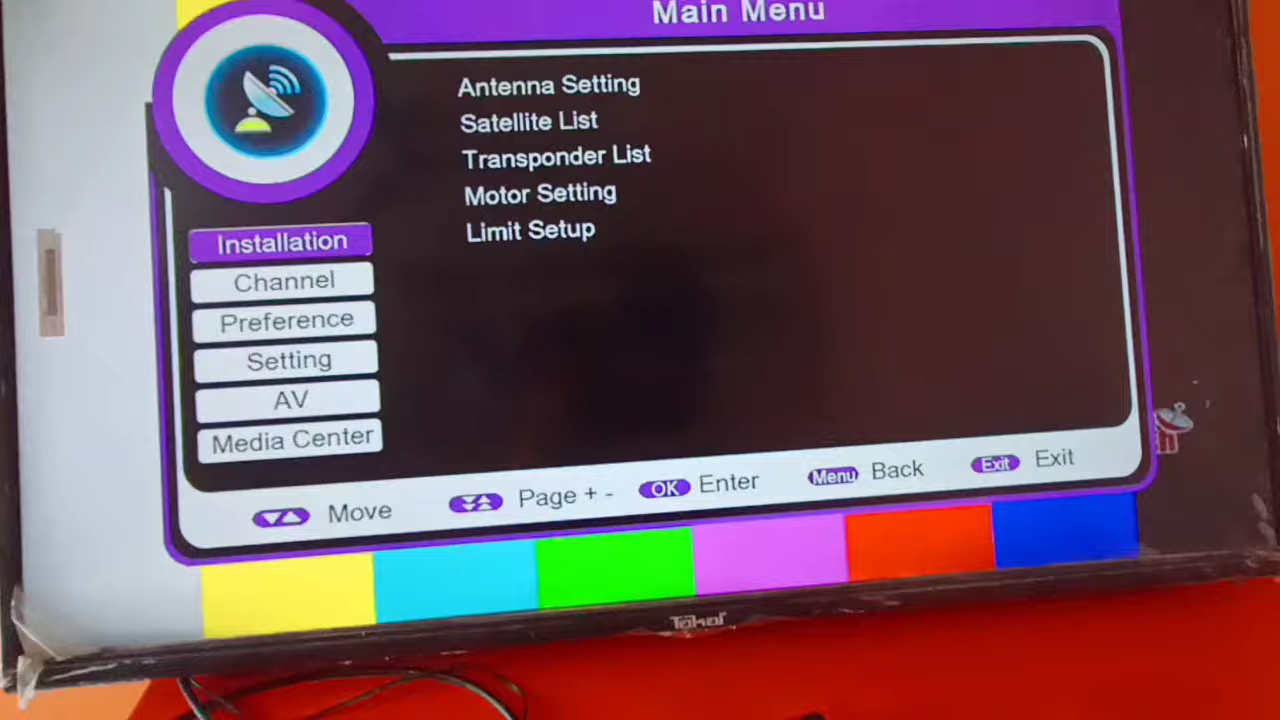 Main Menu
Antenna Setting
Satellite List
Transponder List
Motor Setting
Limit Setup
Installation
Channel
Preference
Setting
AV
Media Center
Move
Page + -
OK Enter
Menu Back
Exit Exit